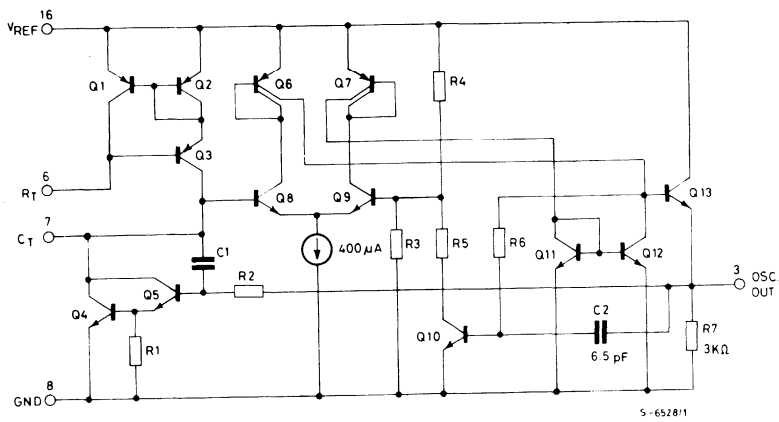 16
VREF
Q1
Q2
Q6
Q7
R4
Q3
6
RT
Q8
Q9
Q13
7
CT
C1
400μA
R3
R5
R6
Q11
Q12
3
OSC.
OUT
Q4
Q5
R2
R1
Q10
C2
6.5 pF
R7
3KΩ
8
GND
S-6528/1